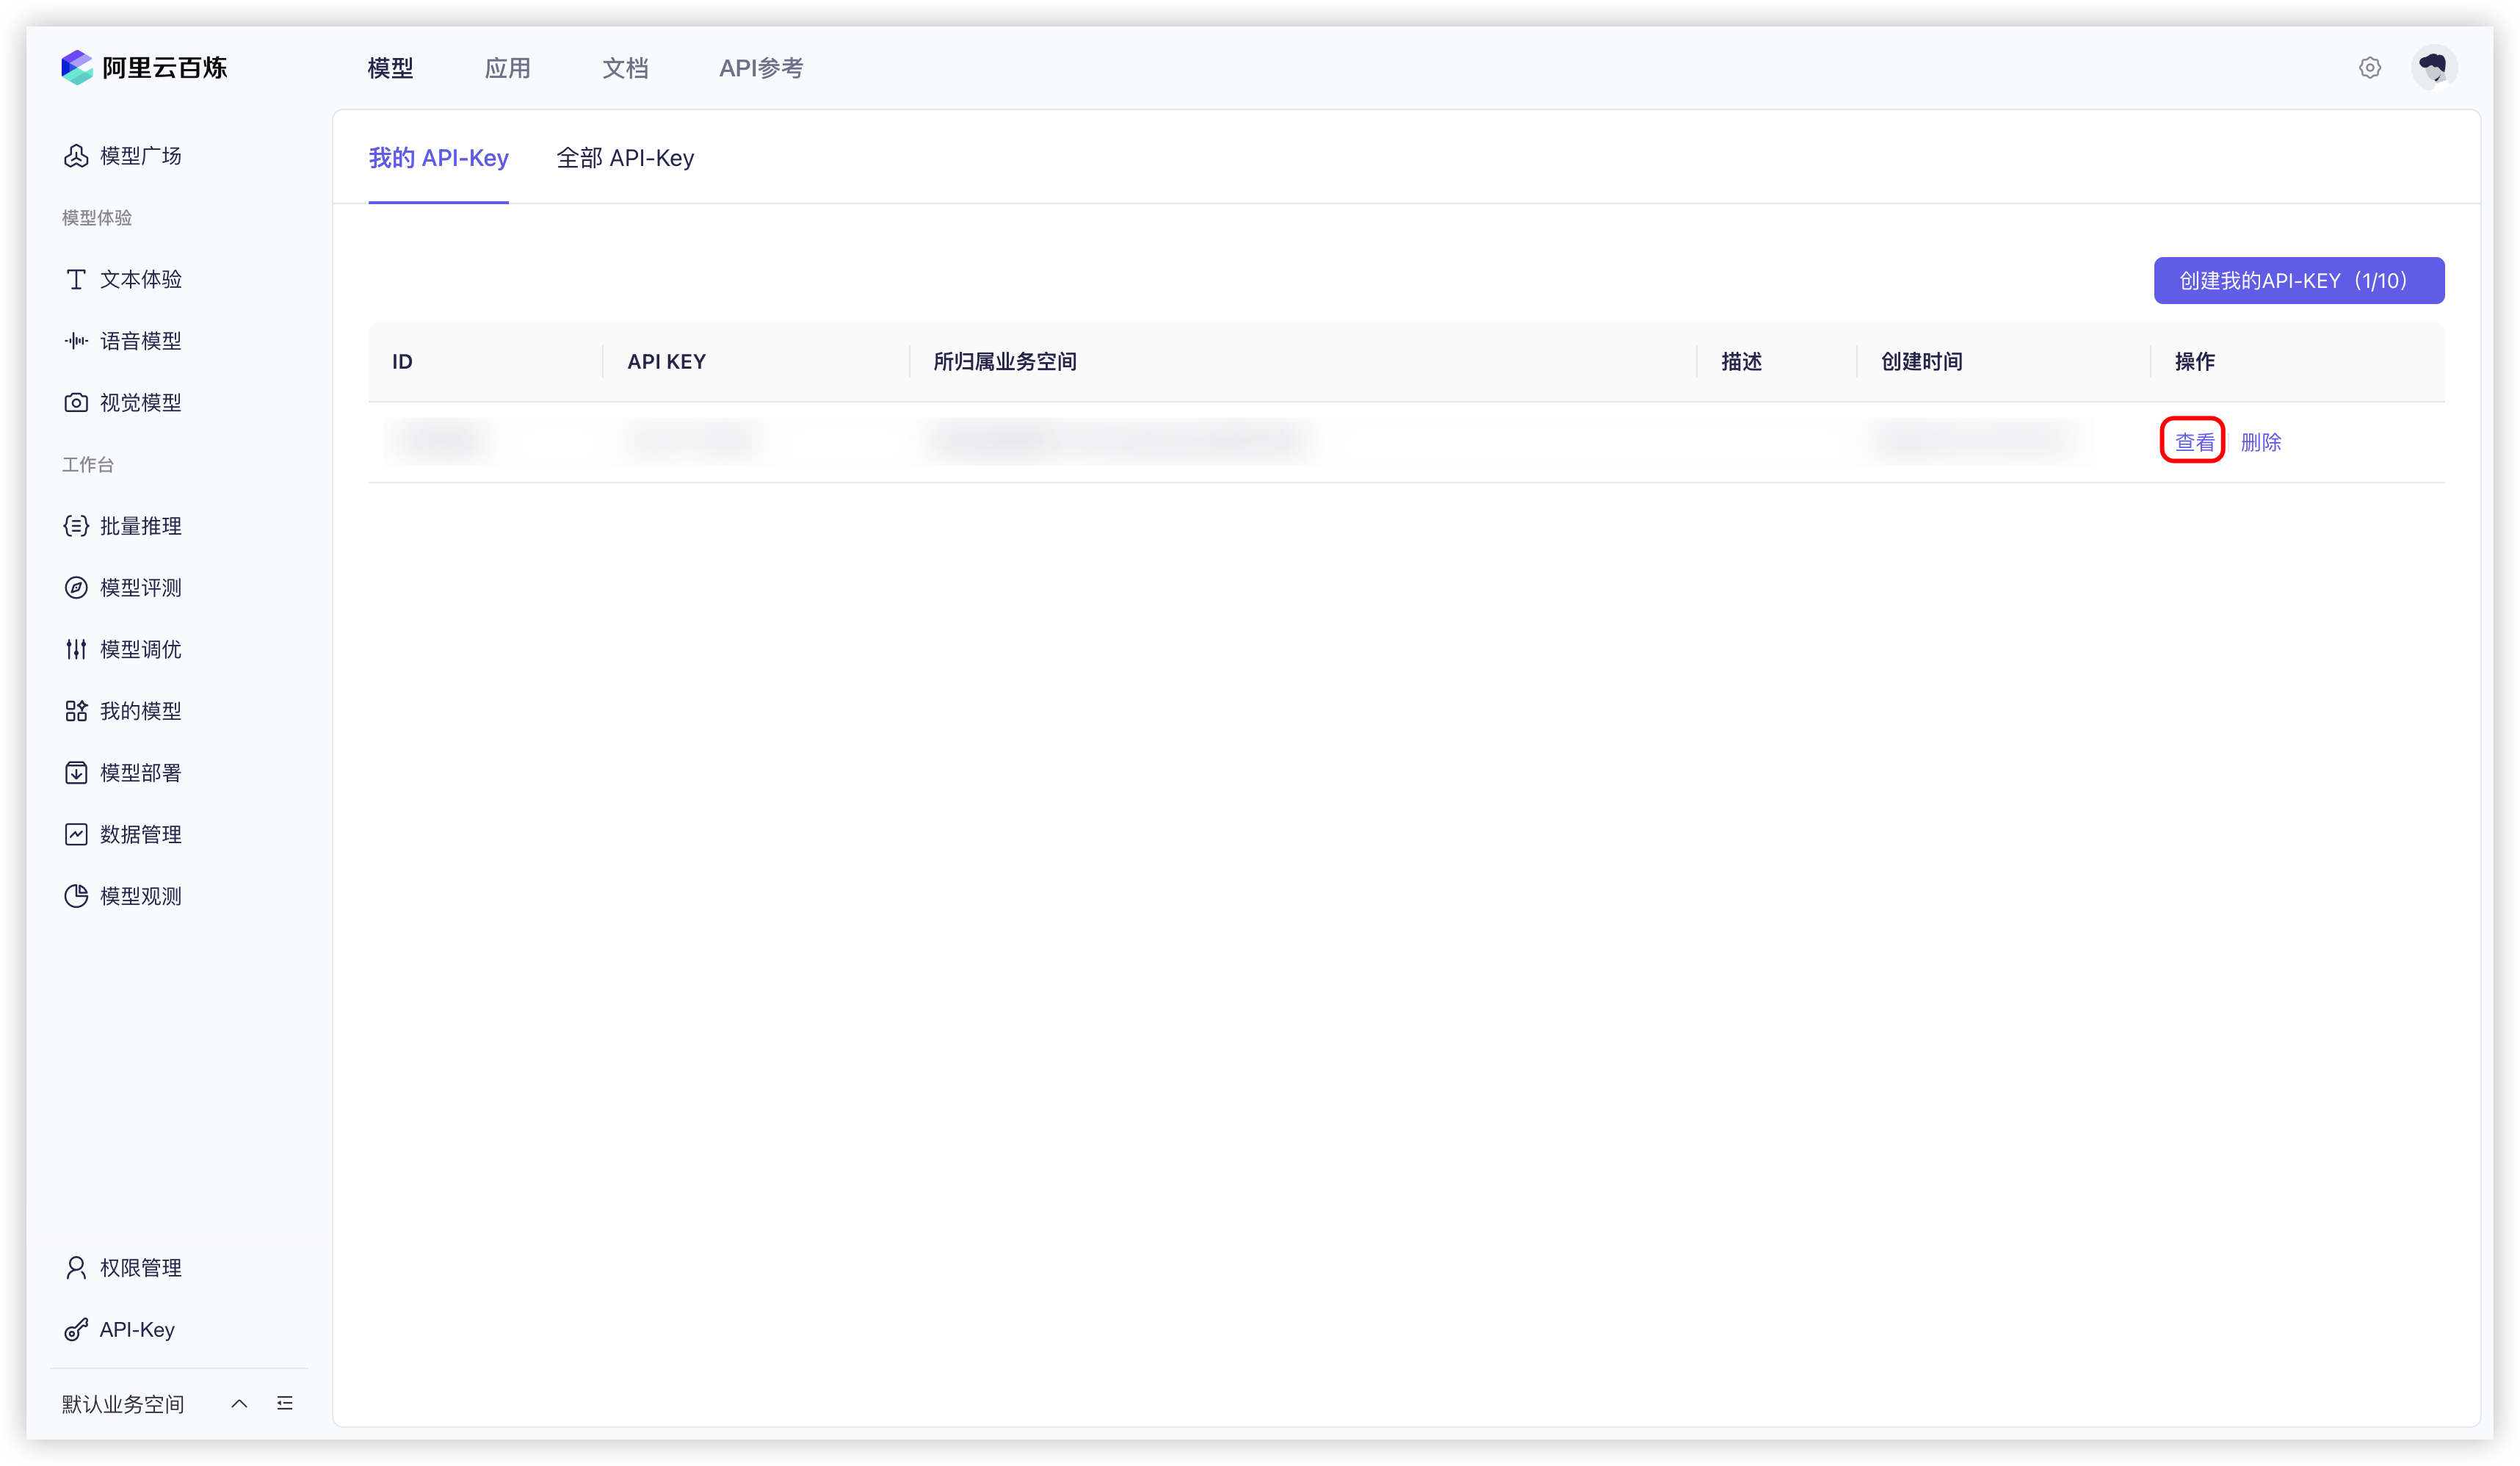 阿里云百炼
模型 应用 文档 API参考
模型广场
模型体验
文本体验
语音模型
视觉模型
工作台
批量推理
模型评测
模型调优
我的模型
模型部署
数据管理
模型观测
权限管理
API-Key
默认业务空间
我的 API-Key 全部 API-Key
创建我的API-KEY（1/10）
ID API KEY 所归属业务空间 描述 创建时间 操作
查看 删除